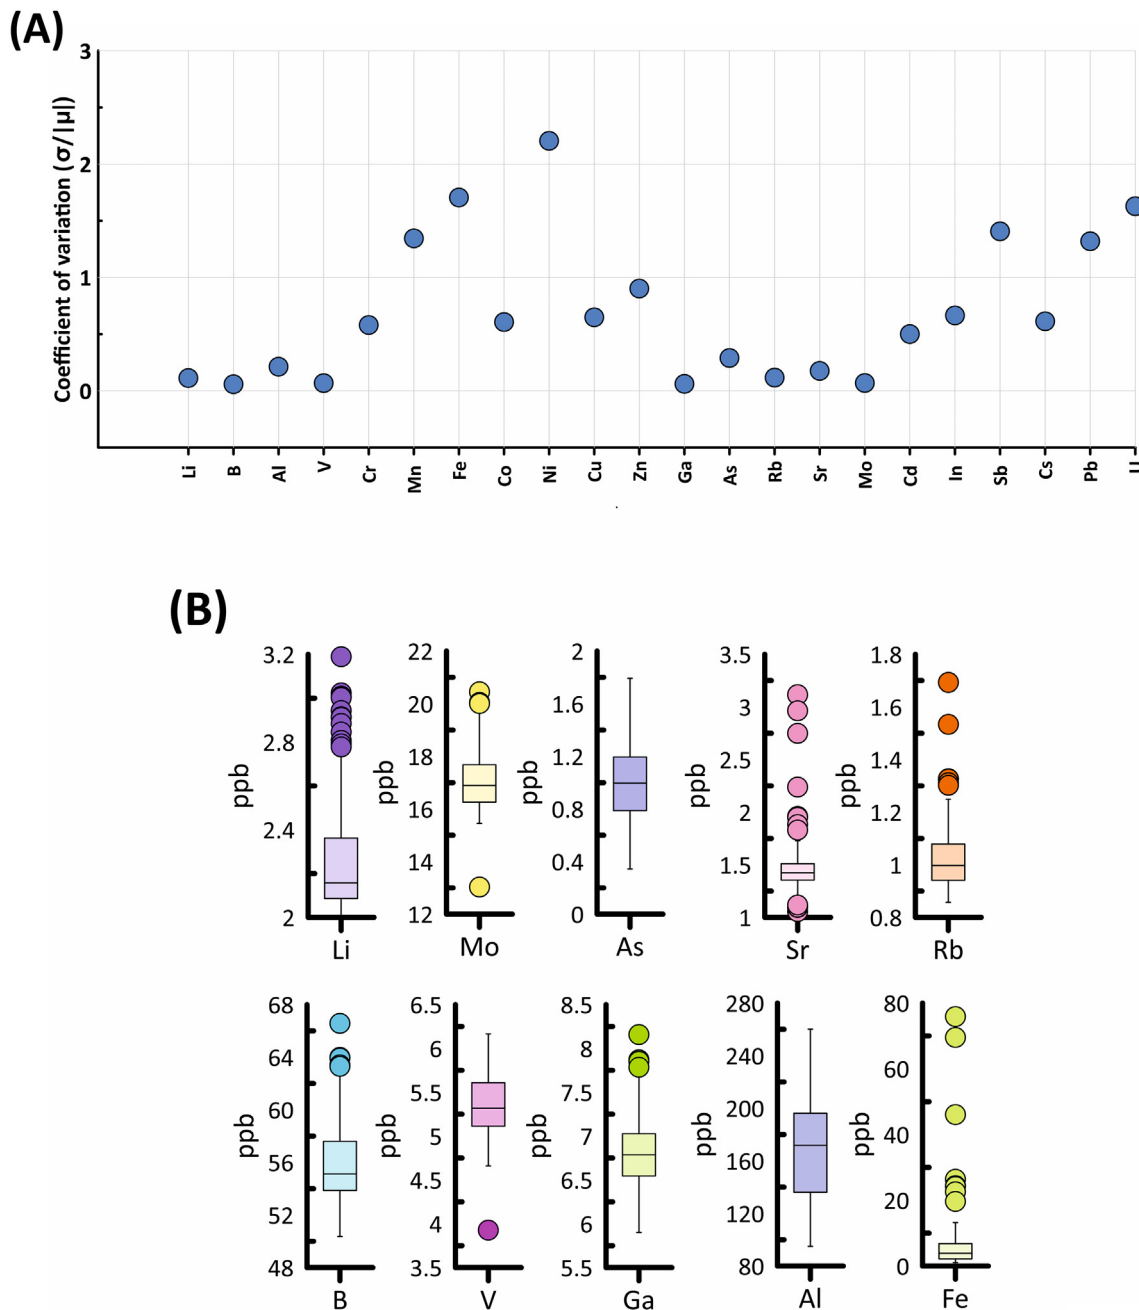 (A)
Coefficient of variation (σ/|μ|)
3
2
1
0
Li B Al V Cr Mn Fe Co Ni Cu Zn Ga As Rb Sr Mo Cd In Sb Cs Pb
(B)
ppb
3.2
2.8
2.4
2
Li
ppb
22
20
18
16
14
12
Mo
ppb
2
1.6
1.2
0.8
0.4
0
As
ppb
3.5
3
2.5
2
1.5
1
Sr
ppb
1.8
1.6
1.4
1.2
1
0.8
Rb
ppb
68
64
60
56
52
48
B
ppb
6.5
6
5.5
5
4.5
4
3.5
V
ppb
8.5
8
7.5
7
6.5
6
5.5
Ga
ppb
280
240
200
160
120
80
Al
ppb
80
60
40
20
0
Fe